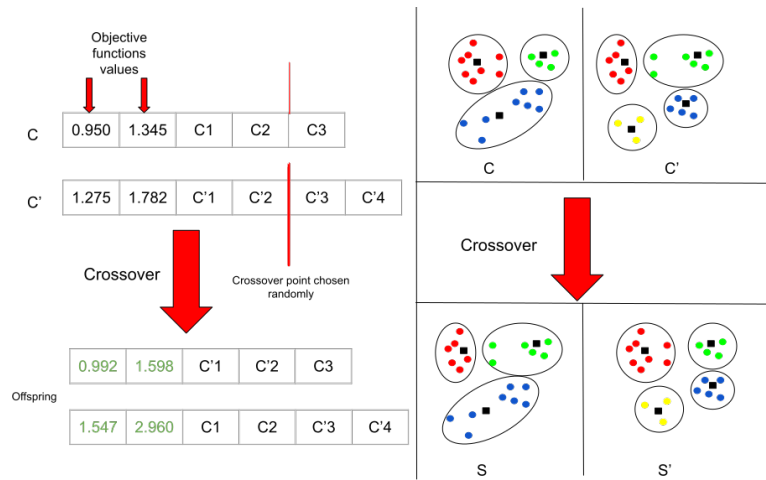 Objective
functions
values
C
0.950 1.345 C1 C2 C3
C'
1.275 1.782 C'1 C'2 C'3 C'4
Crossover
Crossover point chosen
randomly
0.992 1.598 C'1 C'2 C3
Offspring
1.547 2.960 C1 C2 C'3 C'4
C C'
Crossover
S S'